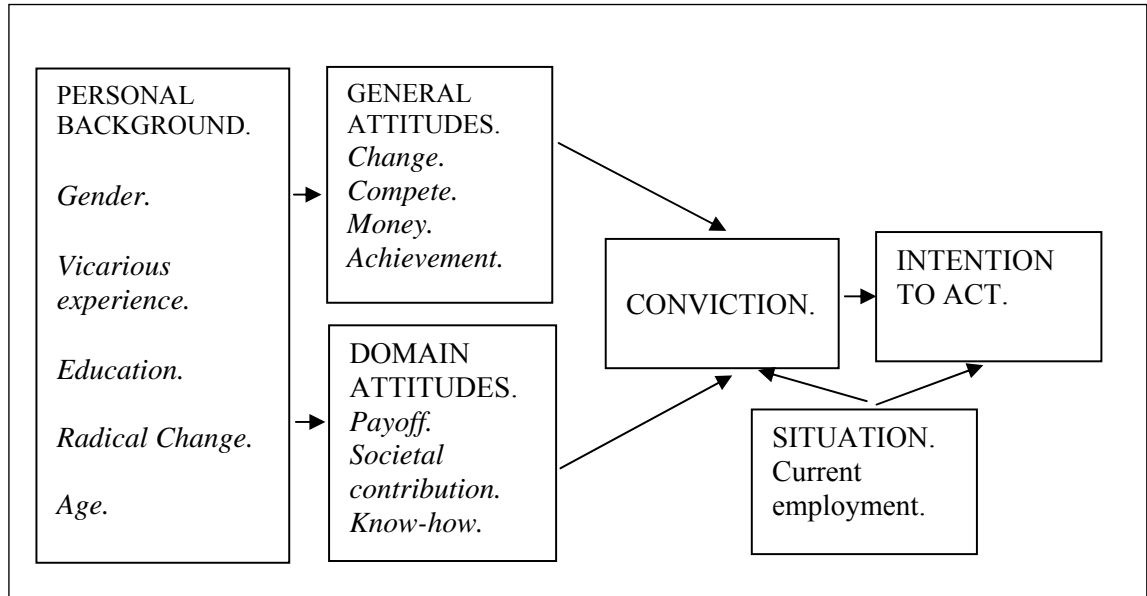 PERSONAL
BACKGROUND.
Gender.
Vicarious
experience.
Education.
Radical Change.
Age.
GENERAL
ATTITUDES.
Change.
Compete.
Money.
Achievement.
DOMAIN
ATTITUDES.
Payoff.
Societal
contribution.
Know-how.
CONVICTION.
INTENTION
TO ACT.
SITUATION.
Current
employment.